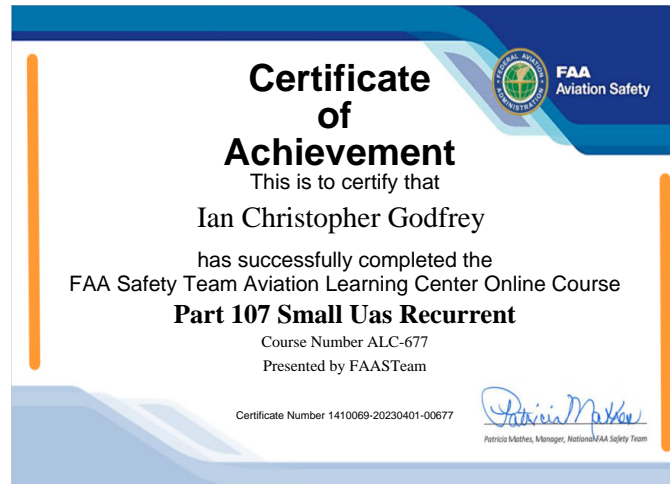 Certificate
of
Achievement
FEDERAL AVIATION
ADMINISTRATION
FAA
Aviation Safety
This is to certify that
Ian Christopher Godfrey
has successfully completed the
FAA Safety Team Aviation Learning Center Online Course
Part 107 Small Uas Recurrent
Course Number ALC-677
Presented by FAASTeam
Certificate Number 1410069-20230401-00677
Patricia Mathes
Patricia Mathes, Manager, National FAA Safety Team